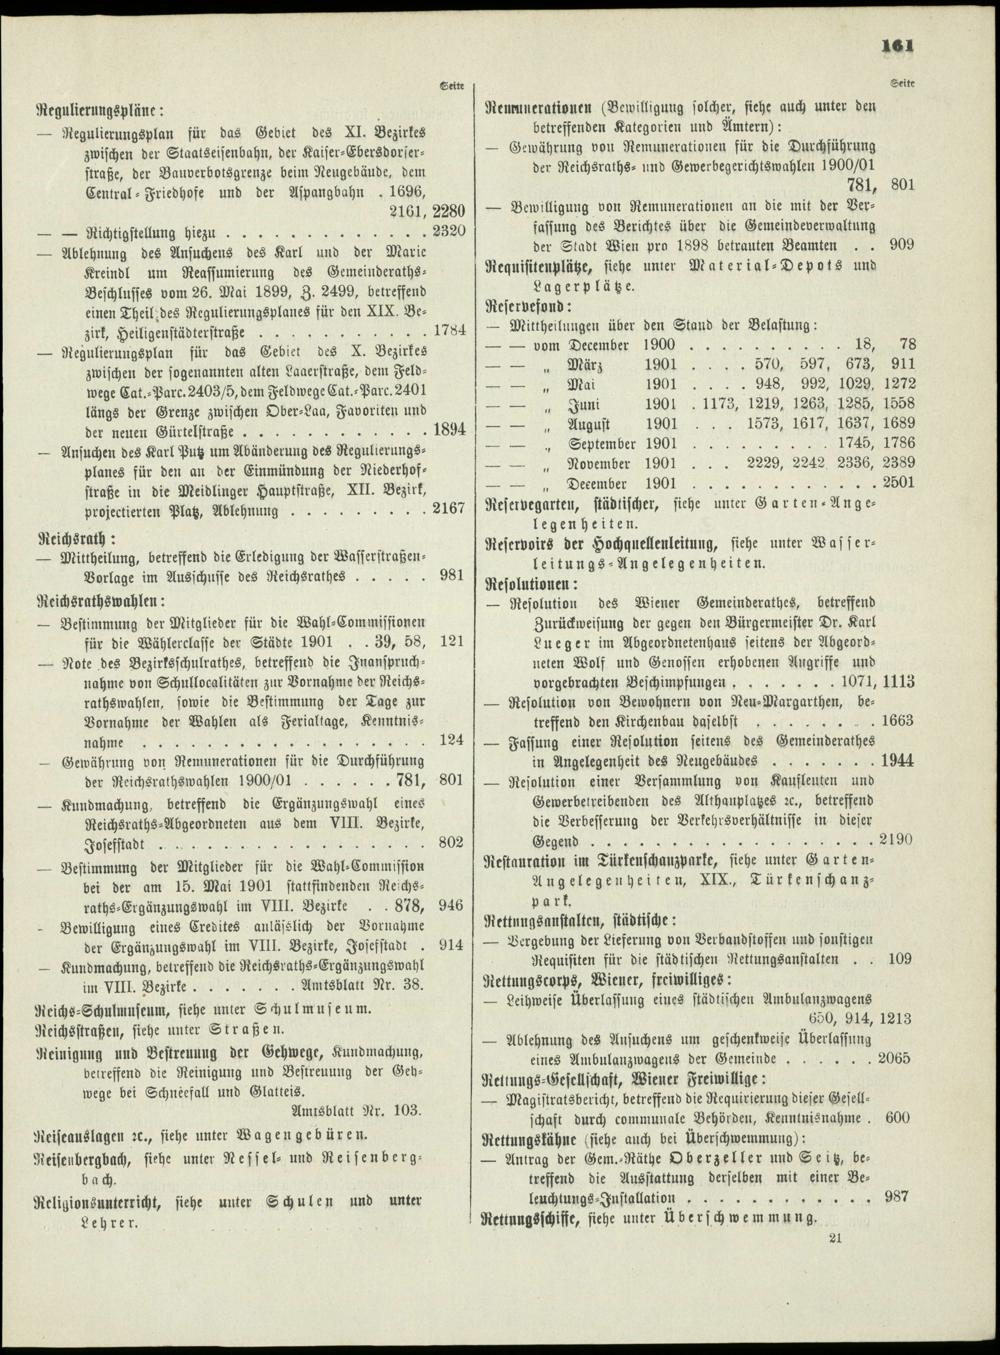 161
Seite
Regulierungspläne:
— Regulierungsplan für das Gebiet des XI. Bezirkes
zwischen der Staatseisenbahn, der Kaiser-Ebersdorfer-
straße, der Bauverbotsgrenze beim Neugebäude, dem
Central-Friedhofe und der Aspangbahn . 1696,
2161, 2280
— — Richtigstellung hiezu . . . . . . . . . . . . . 2320
— Ablehnung des Ansuchens des Karl und der Marie
Kreindl um Reassumierung des Gemeinderaths-
Beschlusses vom 26. Mai 1899, Z. 2499, betreffend
einen Theil des Regulierungsplanes für den XIX. Be-
zirk, Heiligenstädterstraße . . . . . . . . . . . 1784
— Regulierungsplan für das Gebiet des X. Bezirkes
zwischen der sogenannten alten Laaerstraße, dem Feld-
wege Cat.-Parc. 2403/5, dem Feldwege Cat.-Parc. 2401
längs der Grenze zwischen Ober-Laa, Favoriten und
der neuen Gürtelstraße . . . . . . . . . . . . 1894
— Ansuchen des Karl Putz um Abänderung des Regulierungs-
planes für den an der Einmündung der Niederhof-
straße in die Meidlinger Hauptstraße, XII. Bezirk,
projectierten Platz, Ablehnung . . . . . . . . . 2167
Reichsrath:
— Mittheilung, betreffend die Erledigung der Wasserstraßen-
Vorlage im Ausschusse des Reichsrathes . . . . . 981
Reichsrathswahlen:
— Bestimmung der Mitglieder für die Wahl-Commissionen
für die Wählerclasse der Städte 1901 . . 39, 58, 121
— Note des Bezirksschulrathes, betreffend die Inanspruch-
nahme von Schullocalitäten zur Vornahme der Reichs-
rathswahlen, sowie die Bestimmung der Tage zur
Vornahme der Wahlen als Ferialtage, Kenntnis-
nahme . . . . . . . . . . . . . . . . . . 124
— Gewährung von Remunerationen für die Durchführung
der Reichsrathswahlen 1900/01 . . . . . . 781, 801
— Kundmachung, betreffend die Ergänzungswahl eines
Reichsraths-Abgeordneten aus dem VIII. Bezirke,
Josefstadt . . . . . . . . . . . . . . . . . 802
— Bestimmung der Mitglieder für die Wahl-Commission
bei der am 15. Mai 1901 stattfindenden Reichs-
raths-Ergänzungswahl im VIII. Bezirke . . 878, 946
- Bewilligung eines Credites anlässlich der Vornahme
der Ergänzungswahl im VIII. Bezirke, Josefstadt . 914
— Kundmachung, betreffend die Reichsraths-Ergänzungswahl
im VIII. Bezirke . . . . . . . Amtsblatt Nr. 38.
Reichs-Schulmuseum, siehe unter Schulmuseum.
Reichsstraßen, siehe unter Straßen.
Reinigung und Bestreuung der Gehwege, Kundmachung,
betreffend die Reinigung und Bestreuung der Geh-
wege bei Schneefall und Glatteis.
Amtsblatt Nr. 103.
Reiseauslagen ꝛc., siehe unter Wagengebüren.
Reisenbergbach, siehe unter Nessel- und Reisenberg-
bach.
Religionsunterricht, siehe unter Schulen und unter
Lehrer.
Seite
Remunerationen (Bewilligung solcher, siehe auch unter den
betreffenden Kategorien und Ämtern):
— Gewährung von Remunerationen für die Durchführung
der Reichsraths- und Gewerbegerichtswahlen 1900/01
781, 801
— Bewilligung von Remunerationen an die mit der Ver-
fassung des Berichtes über die Gemeindeverwaltung
der Stadt Wien pro 1898 betrauten Beamten . . 909
Requisitenplätze, siehe unter Material-Depots und
Lagerplätze.
Reservefond:
— Mittheilungen über den Stand der Belastung:
— — vom December 1900 . . . . . . . . . . 18, 78
— — „ März 1901 . . . . 570, 597, 673, 911
— — „ Mai 1901 . . . . 948, 992, 1029, 1272
— — „ Juni 1901 . 1173, 1219, 1263, 1285, 1558
— — „ August 1901 . . . 1573, 1617, 1637, 1689
— — „ September 1901 . . . . . . . . . 1745, 1786
— — „ November 1901 . . . 2229, 2242, 2336, 2389
— — „ December 1901 . . . . . . . . . . . . 2501
Reservegarten, städtischer, siehe unter Garten-Ange-
legenheiten.
Reservoirs der Hochquellenleitung, siehe unter Wasser-
leitungs-Angelegenheiten.
Resolutionen:
— Resolution des Wiener Gemeinderathes, betreffend
Zurückweisung der gegen den Bürgermeister Dr. Karl
Lueger im Abgeordnetenhaus seitens der Abgeord-
neten Wolf und Genossen erhobenen Angriffe und
vorgebrachten Beschimpfungen . . . . . . . 1071, 1113
— Resolution von Bewohnern von Neu-Margarthen, be-
treffend den Kirchenbau daselbst . . . . . . . . 1663
— Fassung einer Resolution seitens des Gemeinderathes
in Angelegenheit des Neugebäudes . . . . . . . 1944
— Resolution einer Versammlung von Kaufleuten und
Gewerbetreibenden des Althanplatzes ꝛc., betreffend
die Verbesserung der Verkehrsverhältnisse in dieser
Gegend . . . . . . . . . . . . . . . . . . 2190
Restauration im Türkenschanzparke, siehe unter Garten-
Angelegenheiten, XIX., Türkenschanz-
park.
Rettungsanstalten, städtische:
— Vergebung der Lieferung von Verbandstoffen und sonstigen
Requisiten für die städtischen Rettungsanstalten . . 109
Rettungscorps, Wiener, freiwilliges:
— Leihweise Überlassung eines städtischen Ambulanzwagens
650, 914, 1213
— Ablehnung des Ansuchens um geschenkweise Überlassung
eines Ambulanzwagens der Gemeinde . . . . . . 2065
Rettungs-Gesellschaft, Wiener Freiwillige:
— Magistratsbericht, betreffend die Requirierung dieser Gesell-
schaft durch communale Behörden, Kenntnisnahme . 600
Rettungskähne (siehe auch bei Überschwemmung):
— Antrag der Gem.-Räthe Oberzeller und Seitz, be-
treffend die Ausstattung derselben mit einer Be-
leuchtungs-Installation . . . . . . . . . . . . 987
Rettungsschiffe, siehe unter Überschwemmung.
21